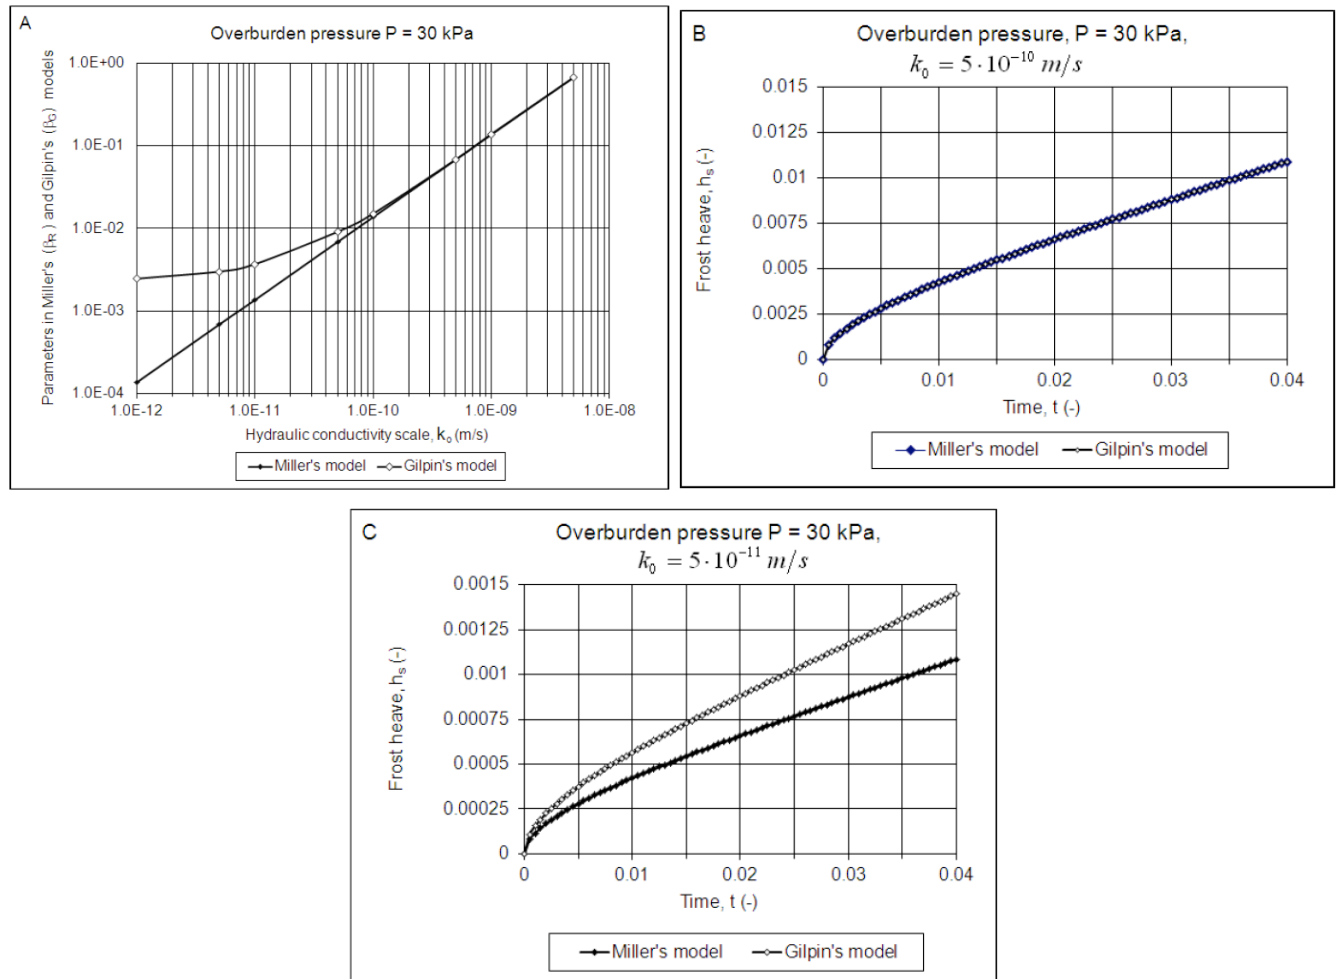 A
Overburden pressure P = 30 kPa
Parameters in Miller's (βR) and Gilpin's (βG) models
1.0E+00
1.0E-01
1.0E-02
1.0E-03
1.0E-04
1.0E-12 1.0E-11 1.0E-10 1.0E-09 1.0E-08
Hydraulic conductivity scale, k₀ (m/s)
Miller's model Gilpin's model
B
Overburden pressure, P = 30 kPa,
k₀ = 5·10⁻¹⁰ m/s
Frost heave, hₛ (-)
0.015
0.0125
0.01
0.0075
0.005
0.0025
0
0 0.01 0.02 0.03 0.04
Time, t (-)
Miller's model Gilpin's model
C
Overburden pressure P = 30 kPa,
k₀ = 5·10⁻¹¹ m/s
Frost heave, hₛ (-)
0.0015
0.00125
0.001
0.00075
0.0005
0.00025
0
0 0.01 0.02 0.03 0.04
Time, t (-)
Miller's model Gilpin's model